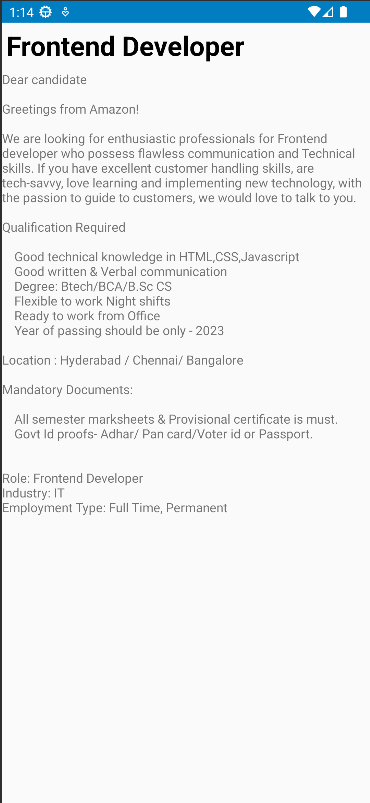 1:14
Frontend Developer
Dear candidate
Greetings from Amazon!
We are looking for enthusiastic professionals for Frontend
developer who possess flawless communication and Technical
skills. If you have excellent customer handling skills, are
tech-savvy, love learning and implementing new technology, with
the passion to guide to customers, we would love to talk to you.
Qualification Required
Good technical knowledge in HTML,CSS,Javascript
Good written & Verbal communication
Degree: Btech/BCA/B.Sc CS
Flexible to work Night shifts
Ready to work from Office
Year of passing should be only - 2023
Location : Hyderabad / Chennai/ Bangalore
Mandatory Documents:
All semester marksheets & Provisional certificate is must.
Govt Id proofs- Adhar/ Pan card/Voter id or Passport.
Role: Frontend Developer
Industry: IT
Employment Type: Full Time, Permanent